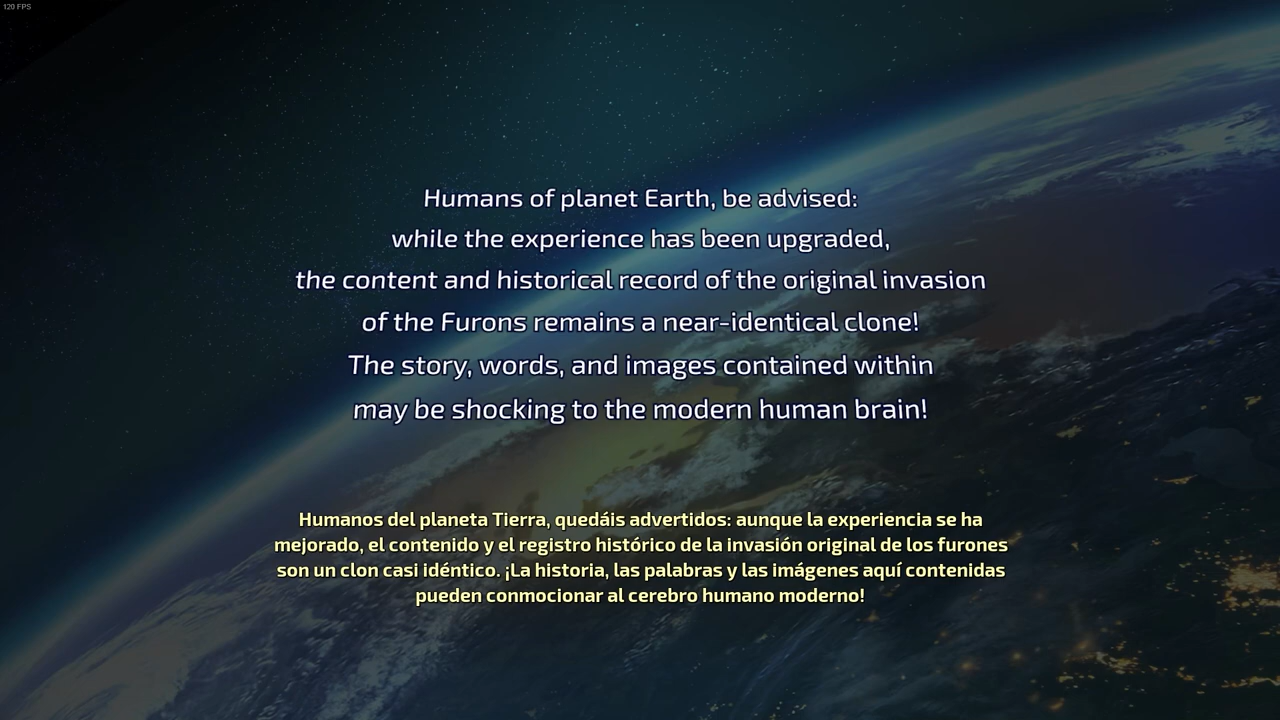 120 FPS
Humans of planet Earth, be advised:
while the experience has been upgraded,
the content and historical record of the original invasion
of the Furons remains a near-identical clone!
The story, words, and images contained within
may be shocking to the modern human brain!
Humanos del planeta Tierra, quedáis advertidos: aunque la experiencia se ha
mejorado, el contenido y el registro histórico de la invasión original de los furones
son un clon casi idéntico. ¡La historia, las palabras y las imágenes aquí contenidas
pueden conmocionar al cerebro humano moderno!